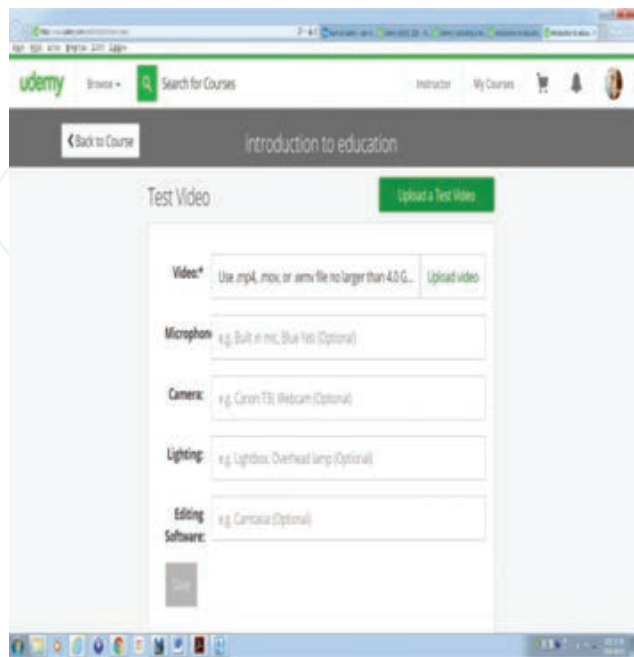 udemy Browse Search for Courses Instructor My Courses
Back to Course introduction to education
Test Video Upload a Test Video
Video:* Use .mp4, .mov, or .wmv file no larger than 4.0 G... Upload video
Microphon e.g. Built in mic, Blue Yeti (Optional)
Camera: e.g. Canon T3i, Webcam (Optional)
Lighting: e.g. Lightbox, Overhead lamp (Optional)
Editing e.g. Camtasia (Optional)
Software:
Save